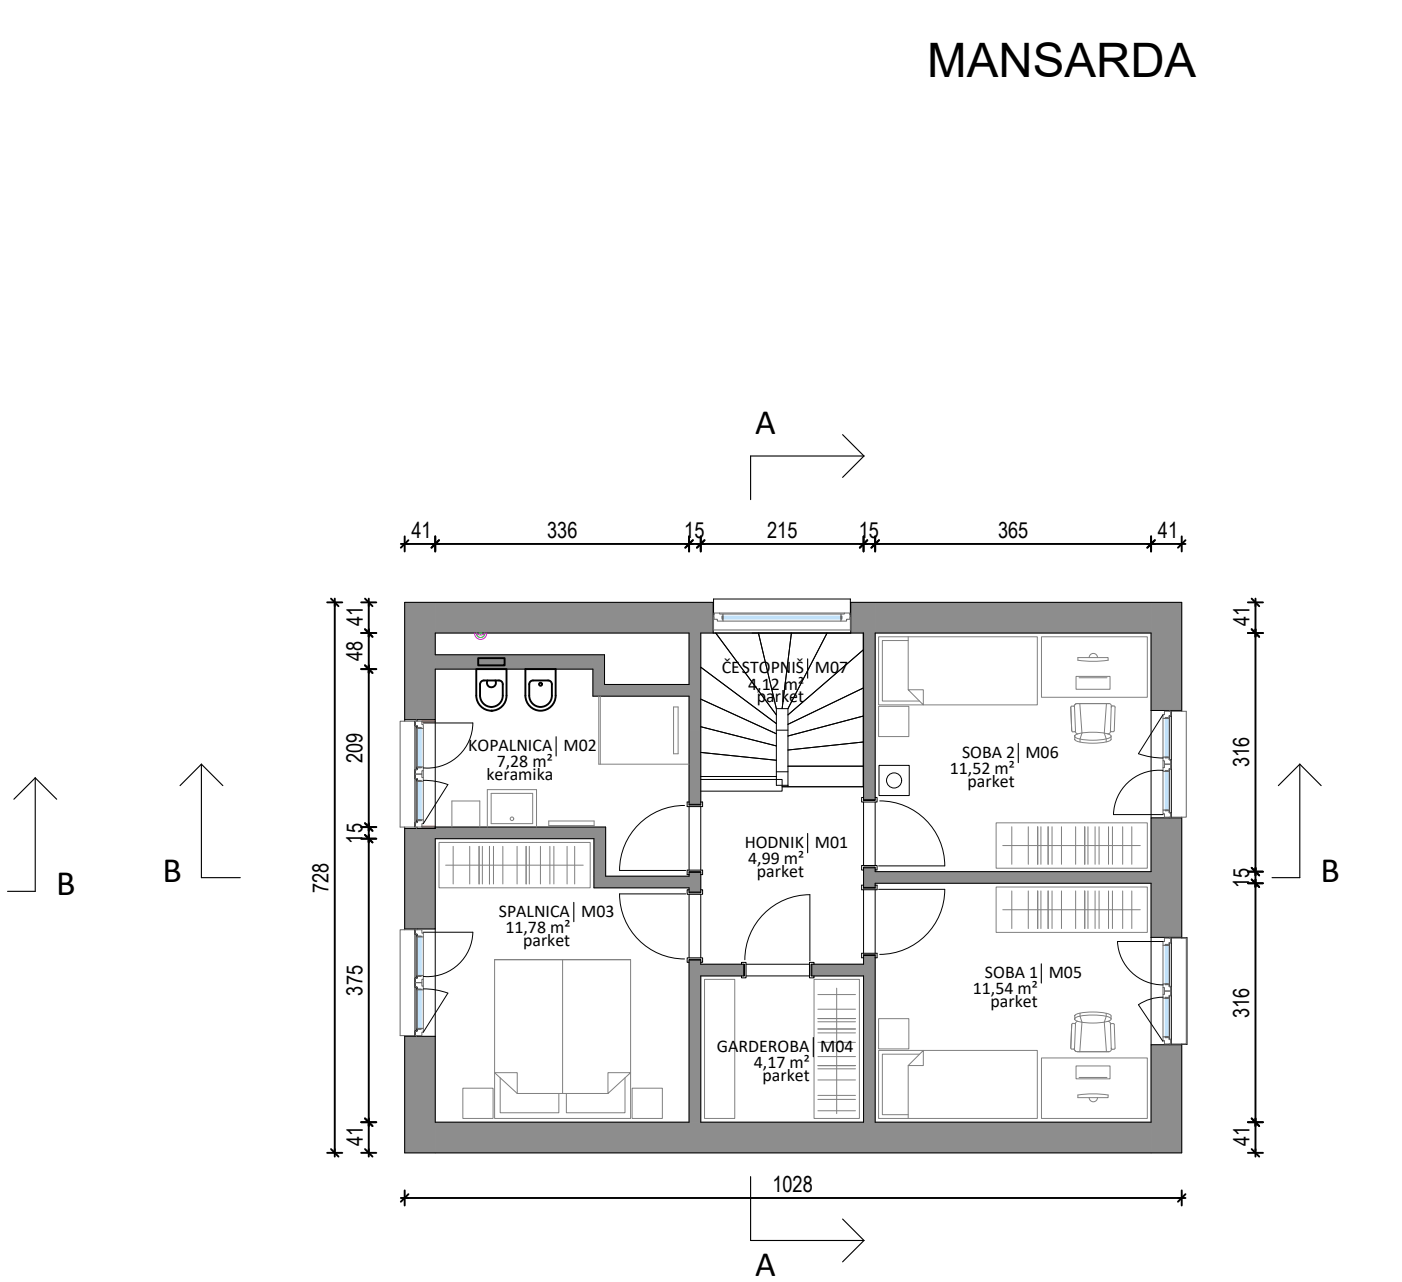 MANSARDA
A
41 336 15 215 15 365 41
41
48
209
15
375
41
728
41
316
15
316
41
ČESTOPNIŠ M07
4,12 m²
parket
KOPALNICA M02
7,28 m²
keramika
SOBA 2 M06
11,52 m²
parket
HODNIK M01
4,99 m²
parket
B
B
B
SPALNICA M03
11,78 m²
parket
SOBA 1 M05
11,54 m²
parket
GARDEROBA M04
4,17 m²
parket
1028
A